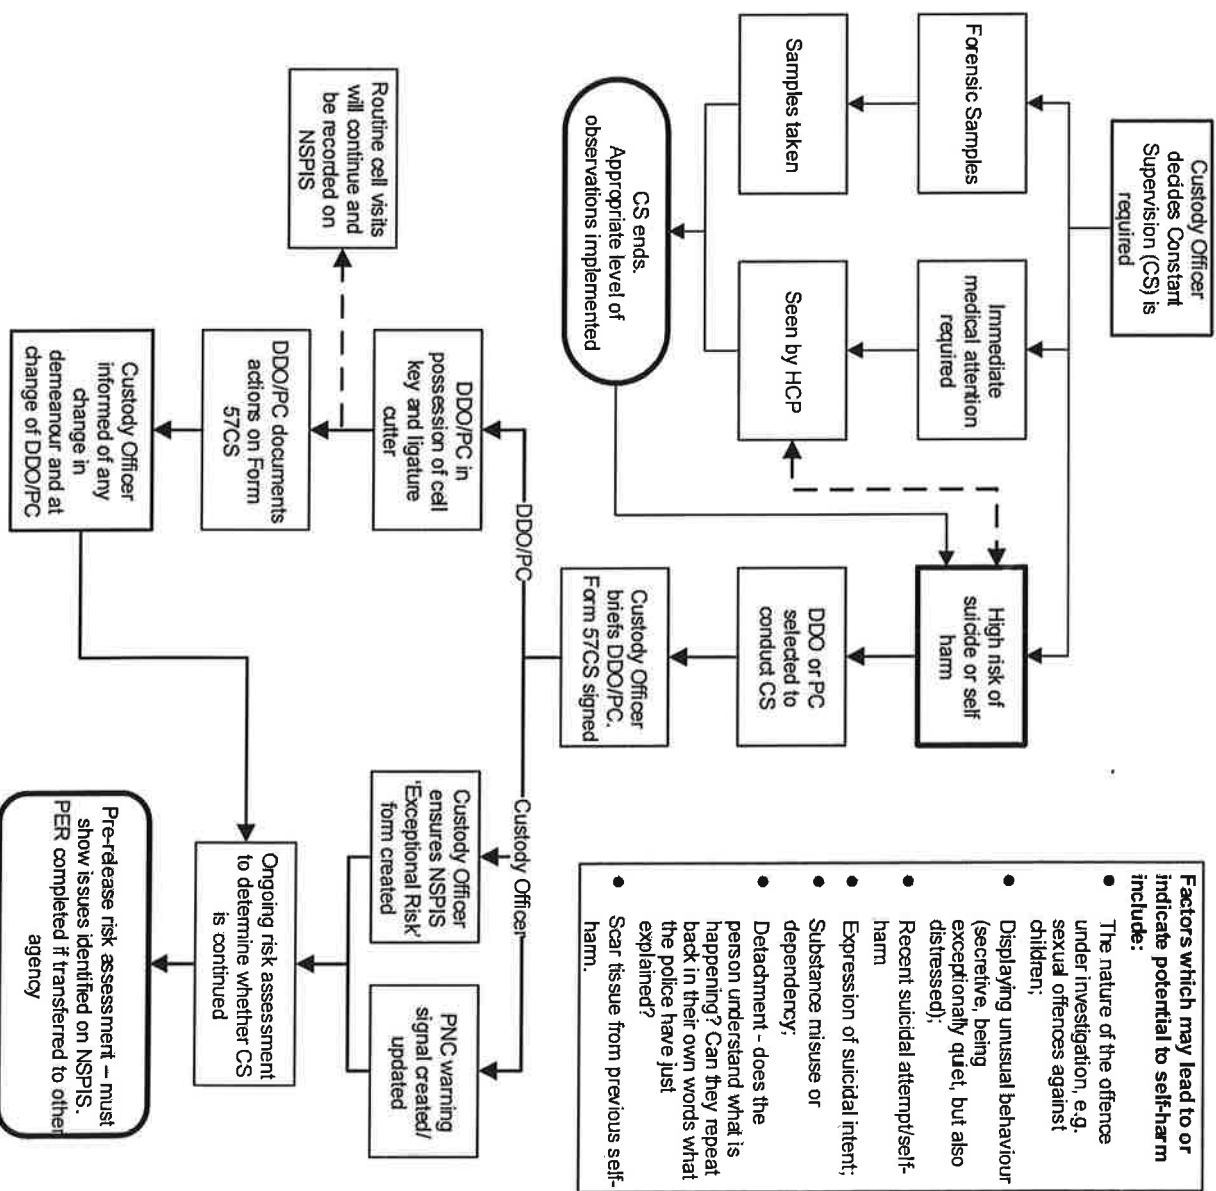 Custody Officer
decides Constant
Supervision (CS) is
required
Forensic Samples
Immediate
medical attention
required
High risk of
suicide or self
harm
Samples taken
Seen by HCP
DDO or PC
selected to
conduct CS
CS ends.
Appropriate level of
observations implemented
Custody Officer
briefs DDO/PC.
Form 57CS signed
DDO/PC
Custody Officer
DDO/PC in
possession of cell
key and ligature
cutter
Routine cell visits
will continue and
be recorded on
NSPIS
DDO/PC documents
actions on Form
57CS
Custody Officer
informed of any
change in
demeanour and at
change of DDO/PC
Custody Officer
ensures NSPIS
'Exceptional Risk'
form created
PNC warning
signal created/
updated
Ongoing risk assessment
to determine whether CS
is continued
Pre-release risk assessment – must
show issues identified on NSPIS.
PER completed if transferred to other
agency
Factors which may lead to or
indicate potential to self-harm
include:
• The nature of the offence
under investigation, e.g.
sexual offences against
children;
• Displaying unusual behaviour
(secretive, being
exceptionally quiet, but also
distressed);
• Recent suicidal attempt/self-
harm
• Expression of suicidal intent;
• Substance misuse or
dependency;
• Detachment - does the
person understand what is
happening? Can they repeat
back in their own words what
the police have just
explained?
• Scar tissue from previous self-
harm.